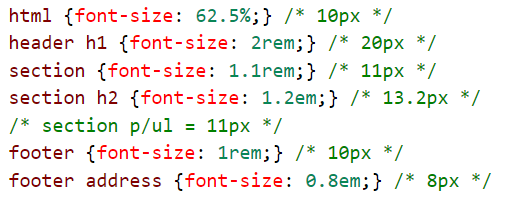 html {font-size: 62.5%;} /* 10px */
header h1 {font-size: 2rem;} /* 20px */
section {font-size: 1.1rem;} /* 11px */
section h2 {font-size: 1.2em;} /* 13.2px */
/* section p/ul = 11px */
footer {font-size: 1rem;} /* 10px */
footer address {font-size: 0.8em;} /* 8px */